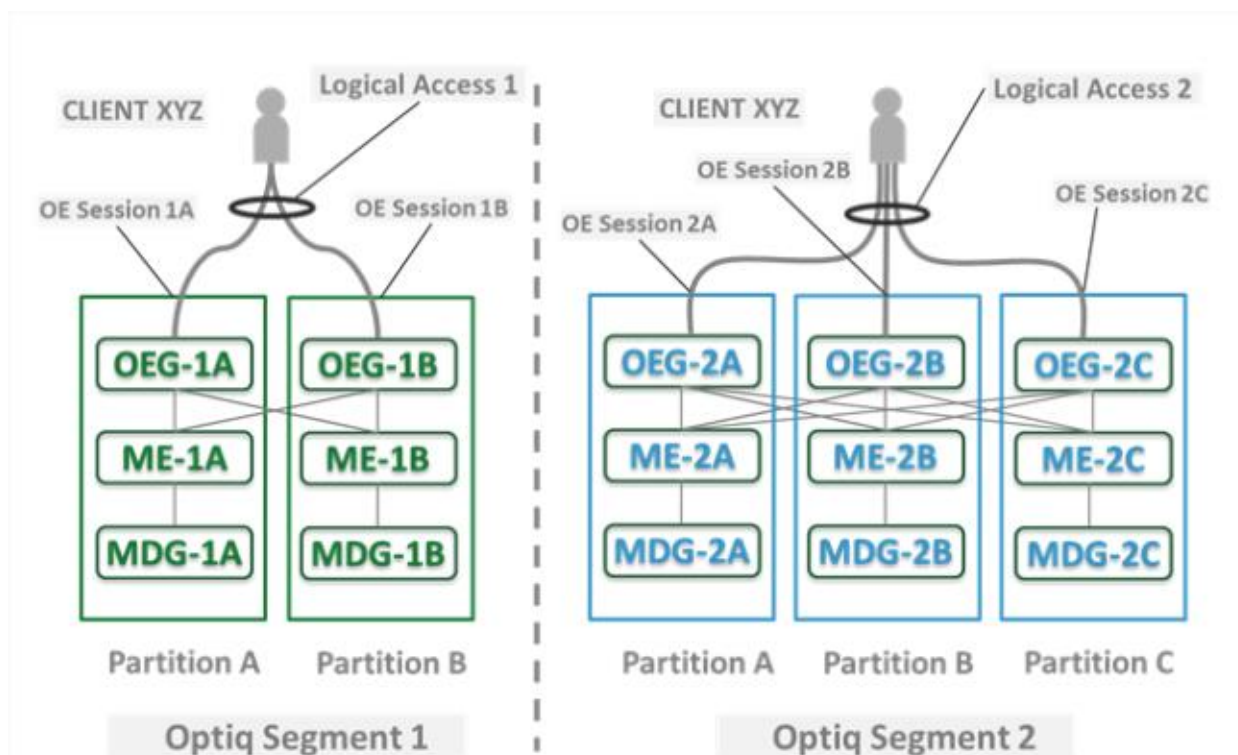 Logical Access 1
CLIENT XYZ
OE Session 1A
OE Session 1B
OEG-1A
OEG-1B
ME-1A
ME-1B
MDG-1A
MDG-1B
Partition A
Partition B
Optiq Segment 1
CLIENT XYZ
Logical Access 2
OE Session 2B
OE Session 2C
OE Session 2A
OEG-2A
OEG-2B
OEG-2C
ME-2A
ME-2B
ME-2C
MDG-2A
MDG-2B
MDG-2C
Partition A
Partition B
Partition C
Optiq Segment 2